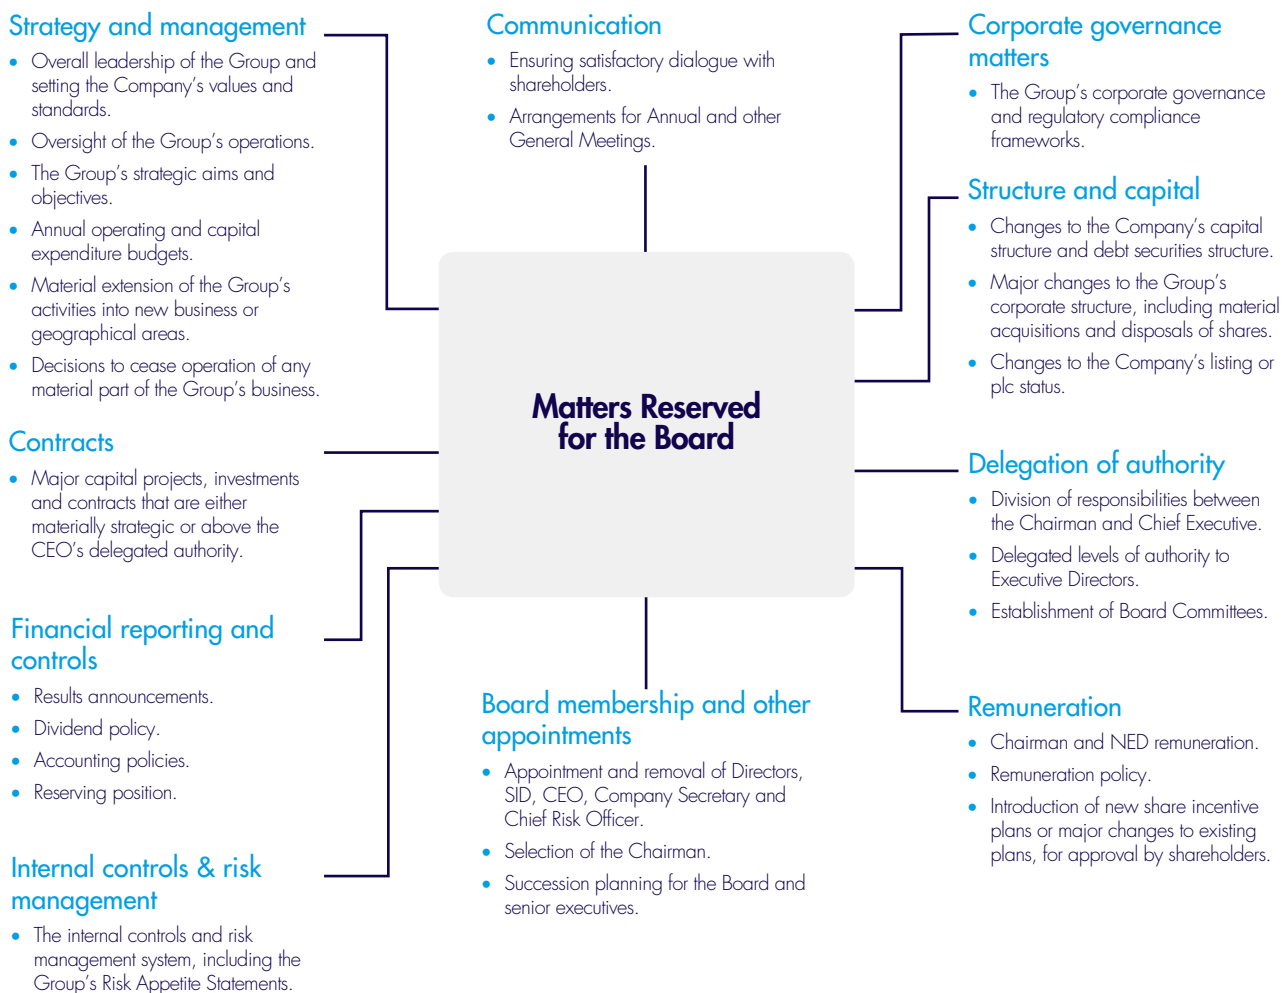 Strategy and management
• Overall leadership of the Group and
setting the Company's values and
standards.
• Oversight of the Group's operations.
• The Group's strategic aims and
objectives.
• Annual operating and capital
expenditure budgets.
• Material extension of the Group's
activities into new business or
geographical areas.
• Decisions to cease operation of any
material part of the Group's business.
Contracts
• Major capital projects, investments
and contracts that are either
materially strategic or above the
CEO's delegated authority.
Financial reporting and
controls
• Results announcements.
• Dividend policy.
• Accounting policies.
• Reserving position.
Internal controls & risk
management
• The internal controls and risk
management system, including the
Group's Risk Appetite Statements.
Communication
• Ensuring satisfactory dialogue with
shareholders.
• Arrangements for Annual and other
General Meetings.
Matters Reserved
for the Board
Board membership and other
appointments
• Appointment and removal of Directors,
SID, CEO, Company Secretary and
Chief Risk Officer.
• Selection of the Chairman.
• Succession planning for the Board and
senior executives.
Corporate governance
matters
• The Group's corporate governance
and regulatory compliance
frameworks.
Structure and capital
• Changes to the Company's capital
structure and debt securities structure.
• Major changes to the Group's
corporate structure, including material
acquisitions and disposals of shares.
• Changes to the Company's listing or
plc status.
Delegation of authority
• Division of responsibilities between
the Chairman and Chief Executive.
• Delegated levels of authority to
Executive Directors.
• Establishment of Board Committees.
Remuneration
• Chairman and NED remuneration.
• Remuneration policy.
• Introduction of new share incentive
plans or major changes to existing
plans, for approval by shareholders.